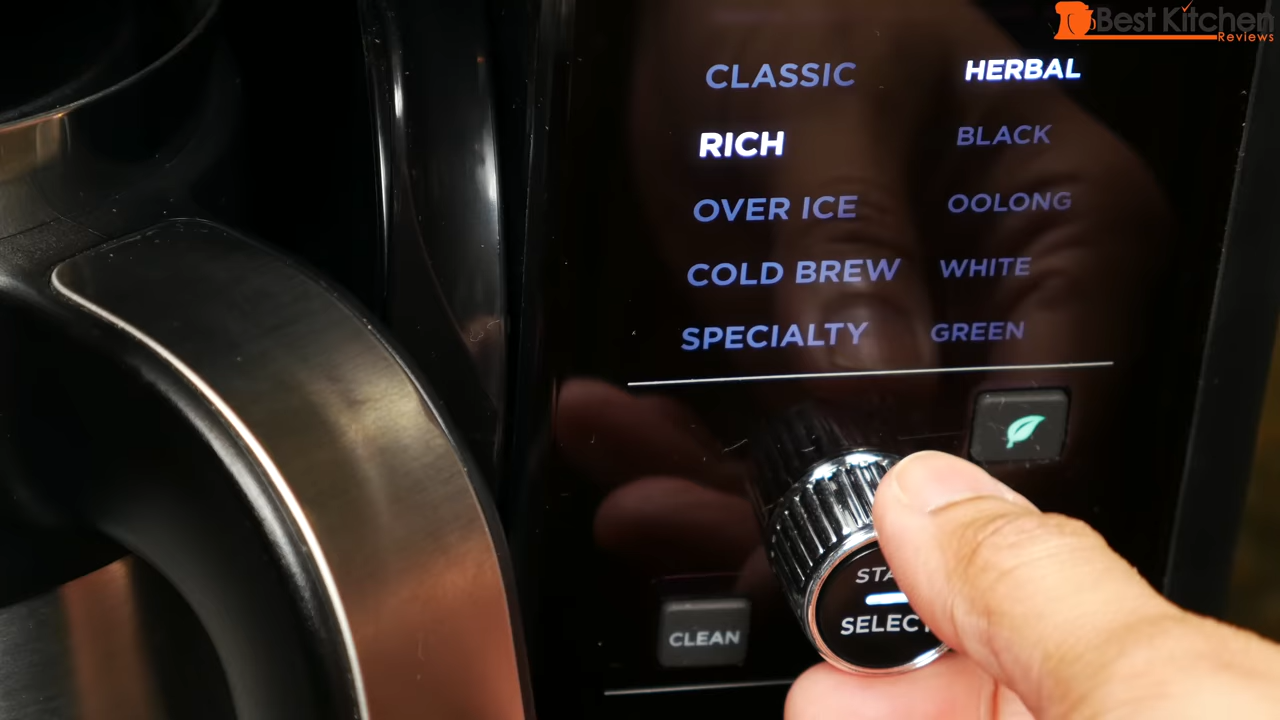 Best Kitchen
Reviews
CLASSIC HERBAL
RICH BLACK
OVER ICE OOLONG
COLD BREW WHITE
SPECIALTY GREEN
SELECT
CLEAN